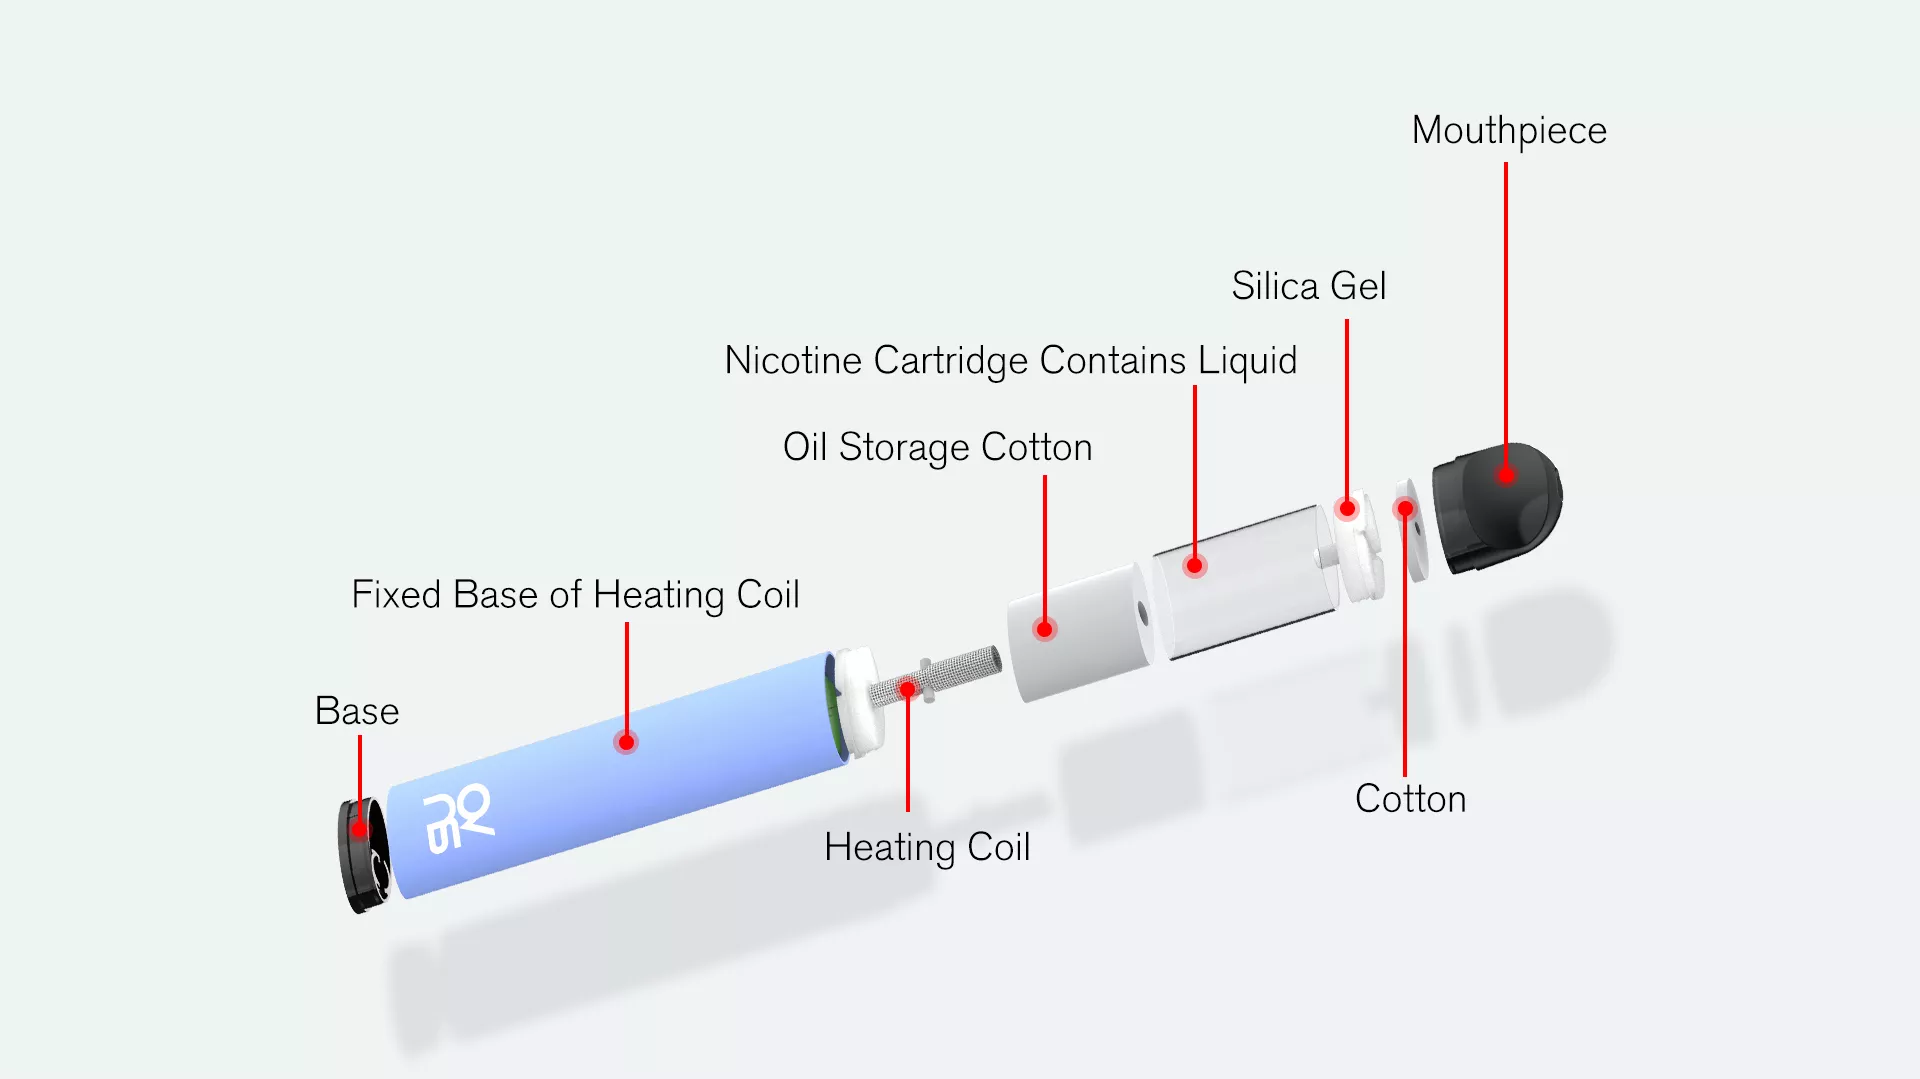 Mouthpiece
Silica Gel
Nicotine Cartridge Contains Liquid
Oil Storage Cotton
Fixed Base of Heating Coil
Base
Cotton
Heating Coil